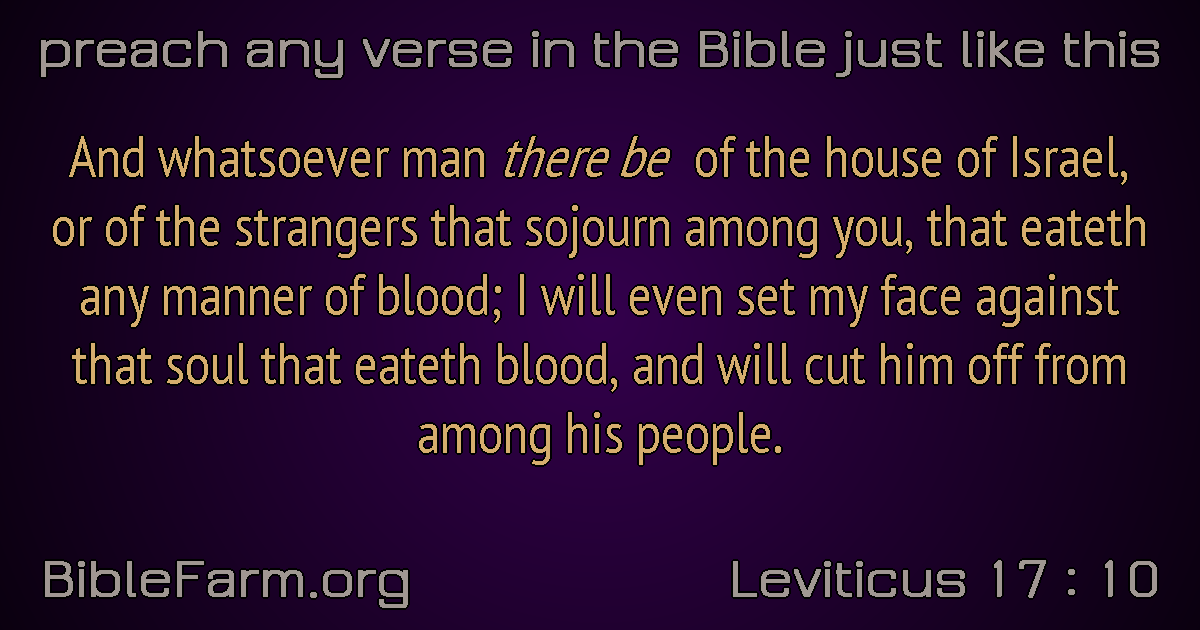 preach any verse in the Bible just like this
And whatsoever man there be of the house of Israel,
or of the strangers that sojourn among you, that eateth
any manner of blood; I will even set my face against
that soul that eateth blood, and will cut him off from
among his people.
BibleFarm.org
Leviticus 17 : 10